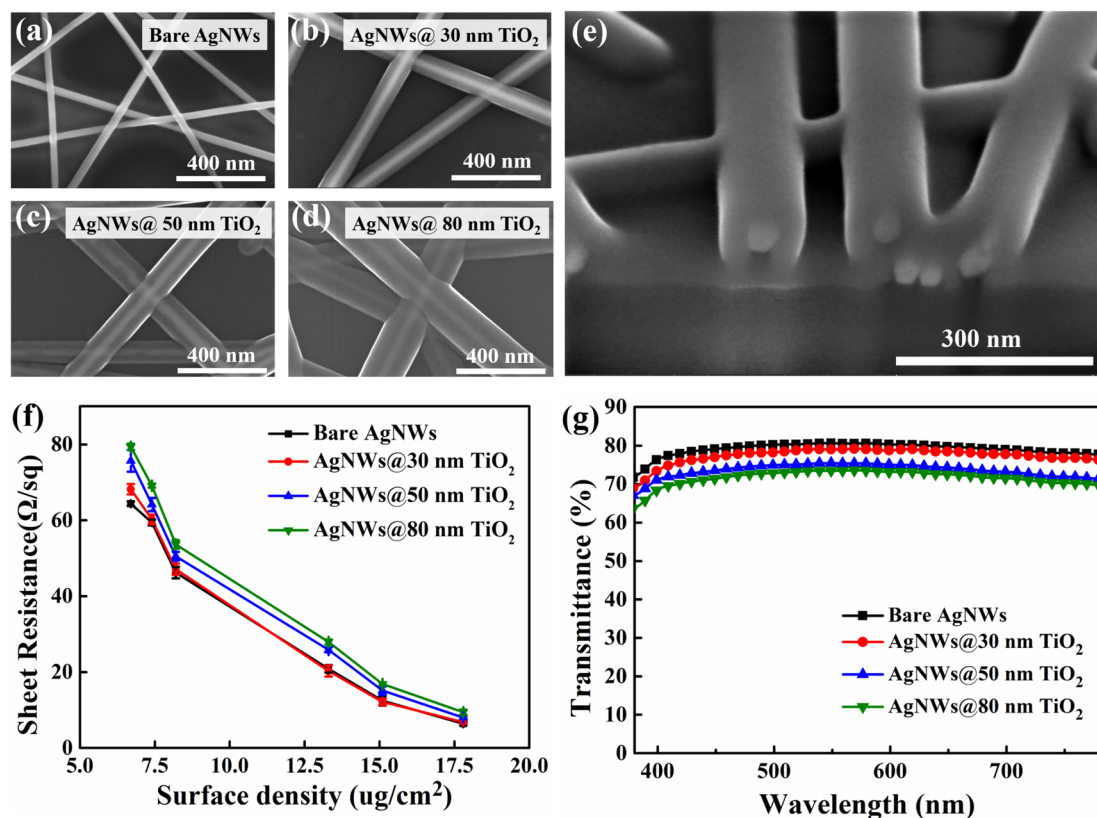 (a)
Bare AgNWs
400 nm
(b)
AgNWs@ 30 nm TiO₂
400 nm
(c)
AgNWs@ 50 nm TiO₂
400 nm
(d)
AgNWs@ 80 nm TiO₂
400 nm
(e)
300 nm
(f)
Sheet Resistance(Ω/sq)
80
60
40
20
0
Bare AgNWs
AgNWs@30 nm TiO₂
AgNWs@50 nm TiO₂
AgNWs@80 nm TiO₂
5.0 7.5 10.0 12.5 15.0 17.5 20.0
Surface density (ug/cm²)
(g)
Transmittance (%)
90
80
70
60
50
40
30
20
10
0
Bare AgNWs
AgNWs@30 nm TiO₂
AgNWs@50 nm TiO₂
AgNWs@80 nm TiO₂
400 500 600 700
Wavelength (nm)